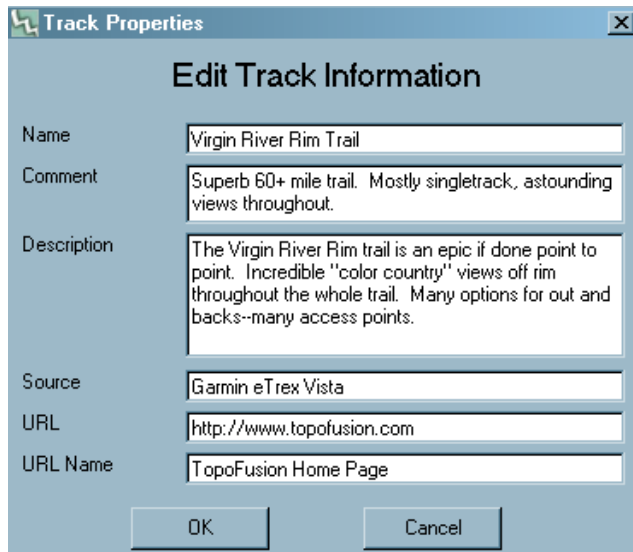 Track Properties
Edit Track Information
Name
Virgin River Rim Trail
Comment
Superb 60+ mile trail.  Mostly singletrack, astounding
views throughout.
Description
The Virgin River Rim trail is an epic if done point to
point.  Incredible "color country" views off rim
throughout the whole trail.  Many options for out and
backs--many access points.
Source
Garmin eTrex Vista
URL
http://www.topofusion.com
URL Name
TopoFusion Home Page
OK
Cancel